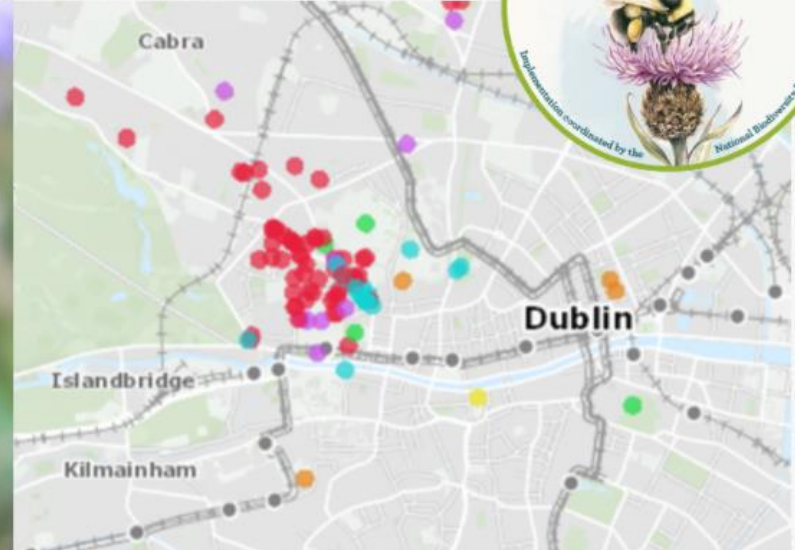 Cabra
Implementation coordinated by the
National Biodiversity
Dublin
Islandbridge
Kilmainham